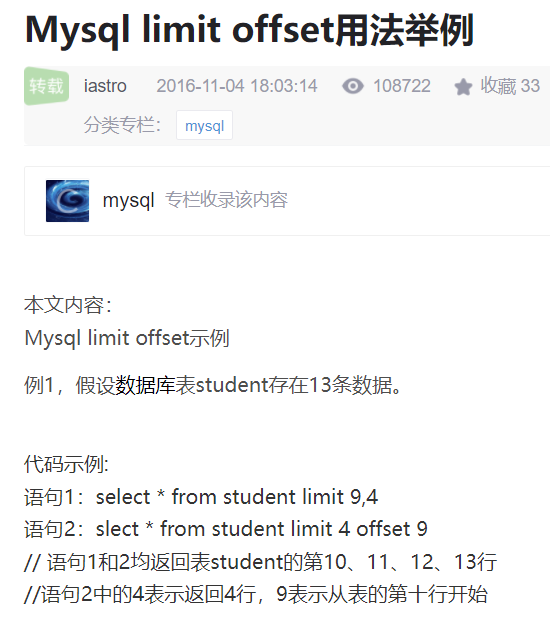 Mysql limit offset用法举例
转载 iastro 2016-11-04 18:03:14 108722 收藏 33
分类专栏： mysql
mysql 专栏收录该内容
本文内容：
Mysql limit offset示例
例1，假设数据库表student存在13条数据。
代码示例:
语句1：select * from student limit 9,4
语句2：slect * from student limit 4 offset 9
// 语句1和2均返回表student的第10、11、12、13行
//语句2中的4表示返回4行，9表示从表的第十行开始